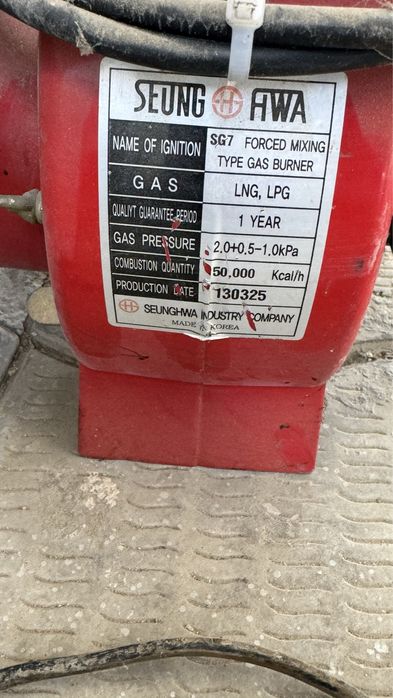 SEUNG HWA
NAME OF IGNITION SG7 FORCED MIXING TYPE GAS BURNER
GAS LNG, LPG
QUALIYT GUARANTEE PERIOD 1 YEAR
GAS PRESSURE 2.0+0.5-1.0kPa
COMBUSTION QUANTITY 50,000 Kcal/h
PRODUCTION DATE 130325
SEUNGHWA INDUSTRY COMPANY
MADE IN KOREA